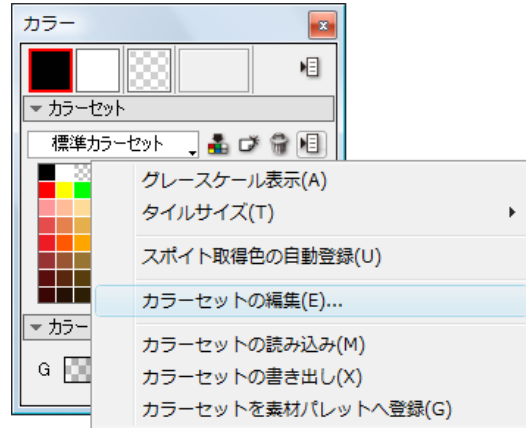 カラー
カラーセット
標準カラーセット
グレースケール表示(A)
タイルサイズ(T)
スポイト取得色の自動登録(U)
カラーセットの編集(E)...
カラー
カラーセットの読み込み(M)
G
カラーセットの書き出し(X)
カラーセットを素材パレットへ登録(G)